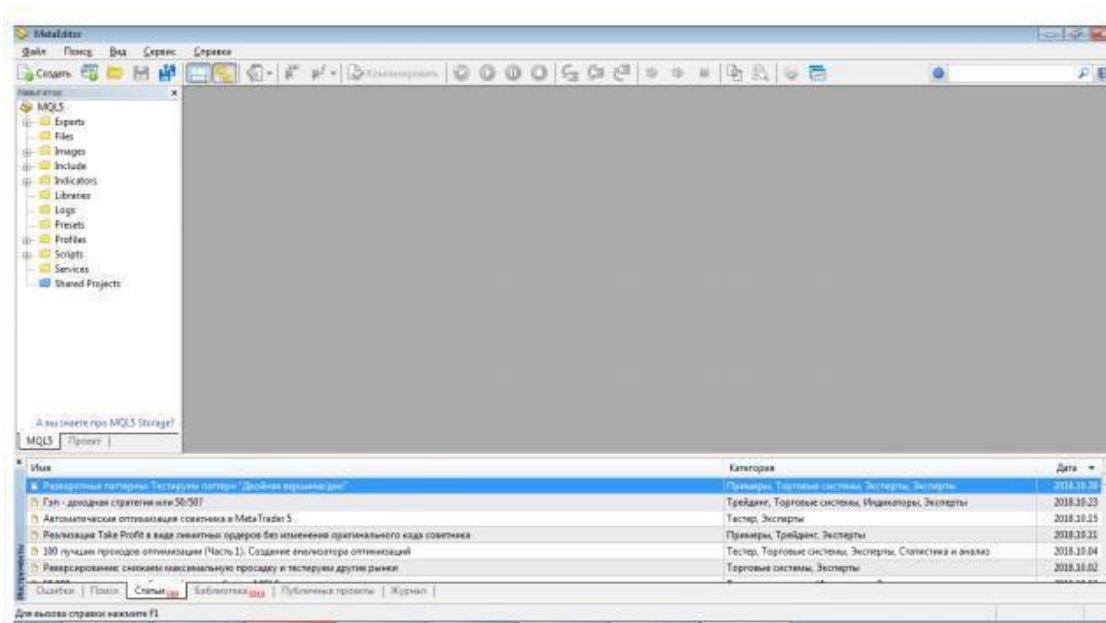 MetaEditor
Файл Поиск Вид Сервис Справка
Создать Компилировать
Навигатор
MQL5
Experts
Files
Images
Include
Indicators
Libraries
Logs
Presets
Profiles
Scripts
Services
Shared Projects
А вы знаете про MQL5 Storage?
MQL5 Проект
Имя Категория Дата
Разворотные паттерны: Тестируем паттерн "Двойная вершина/дно" Примеры, Торговые системы, Эксперты, Эксперты 2018.10.30
Гэп - доходная стратегия или 50/50? Трейдинг, Торговые системы, Индикаторы, Эксперты 2018.10.23
Автоматическая оптимизация советника в MetaTrader 5 Тестер, Эксперты 2018.10.15
Реализация Take Profit в виде лимитных ордеров без изменения оригинального кода советника Примеры, Трейдинг, Эксперты 2018.10.11
100 лучших проходов оптимизации (Часть 1). Создание анализатора оптимизаций Тестер, Торговые системы, Эксперты, Статистика и анализ 2018.10.04
Реверсирование: снижаем максимальную просадку и тестируем другие рынки Торговые системы, Эксперты 2018.10.02
Инструменты
Ошибки | Поиск Статьи Библиотека | Публичные проекты | Журнал |
Для вызова справки нажмите F1